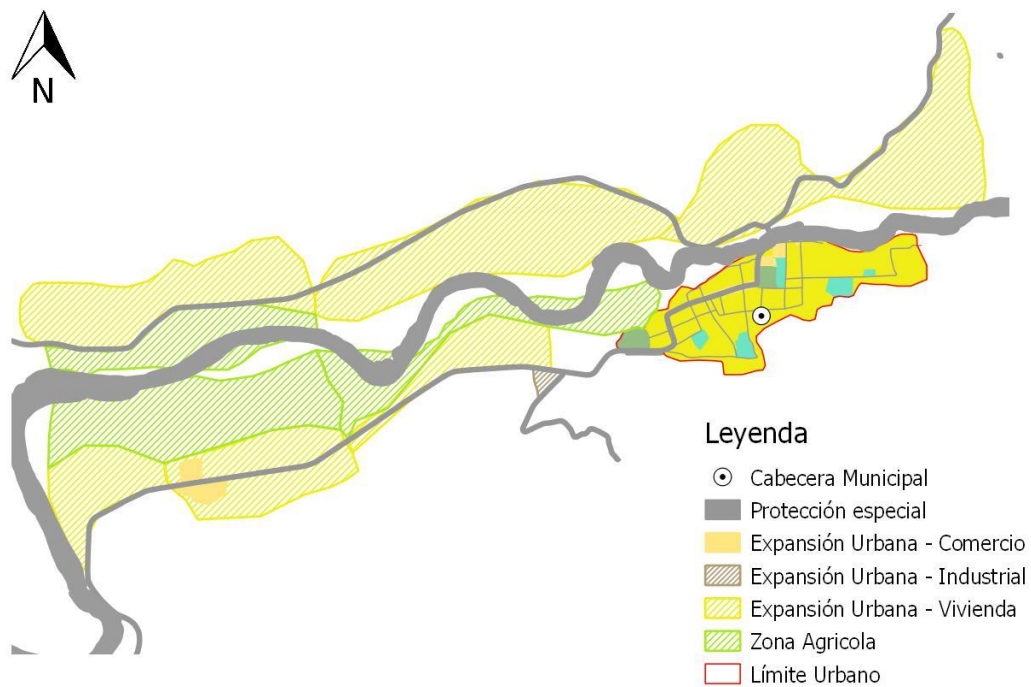 N
Leyenda
Cabecera Municipal
Protección especial
Expansión Urbana - Comercio
Expansión Urbana - Industrial
Expansión Urbana - Vivienda
Zona Agricola
Límite Urbano